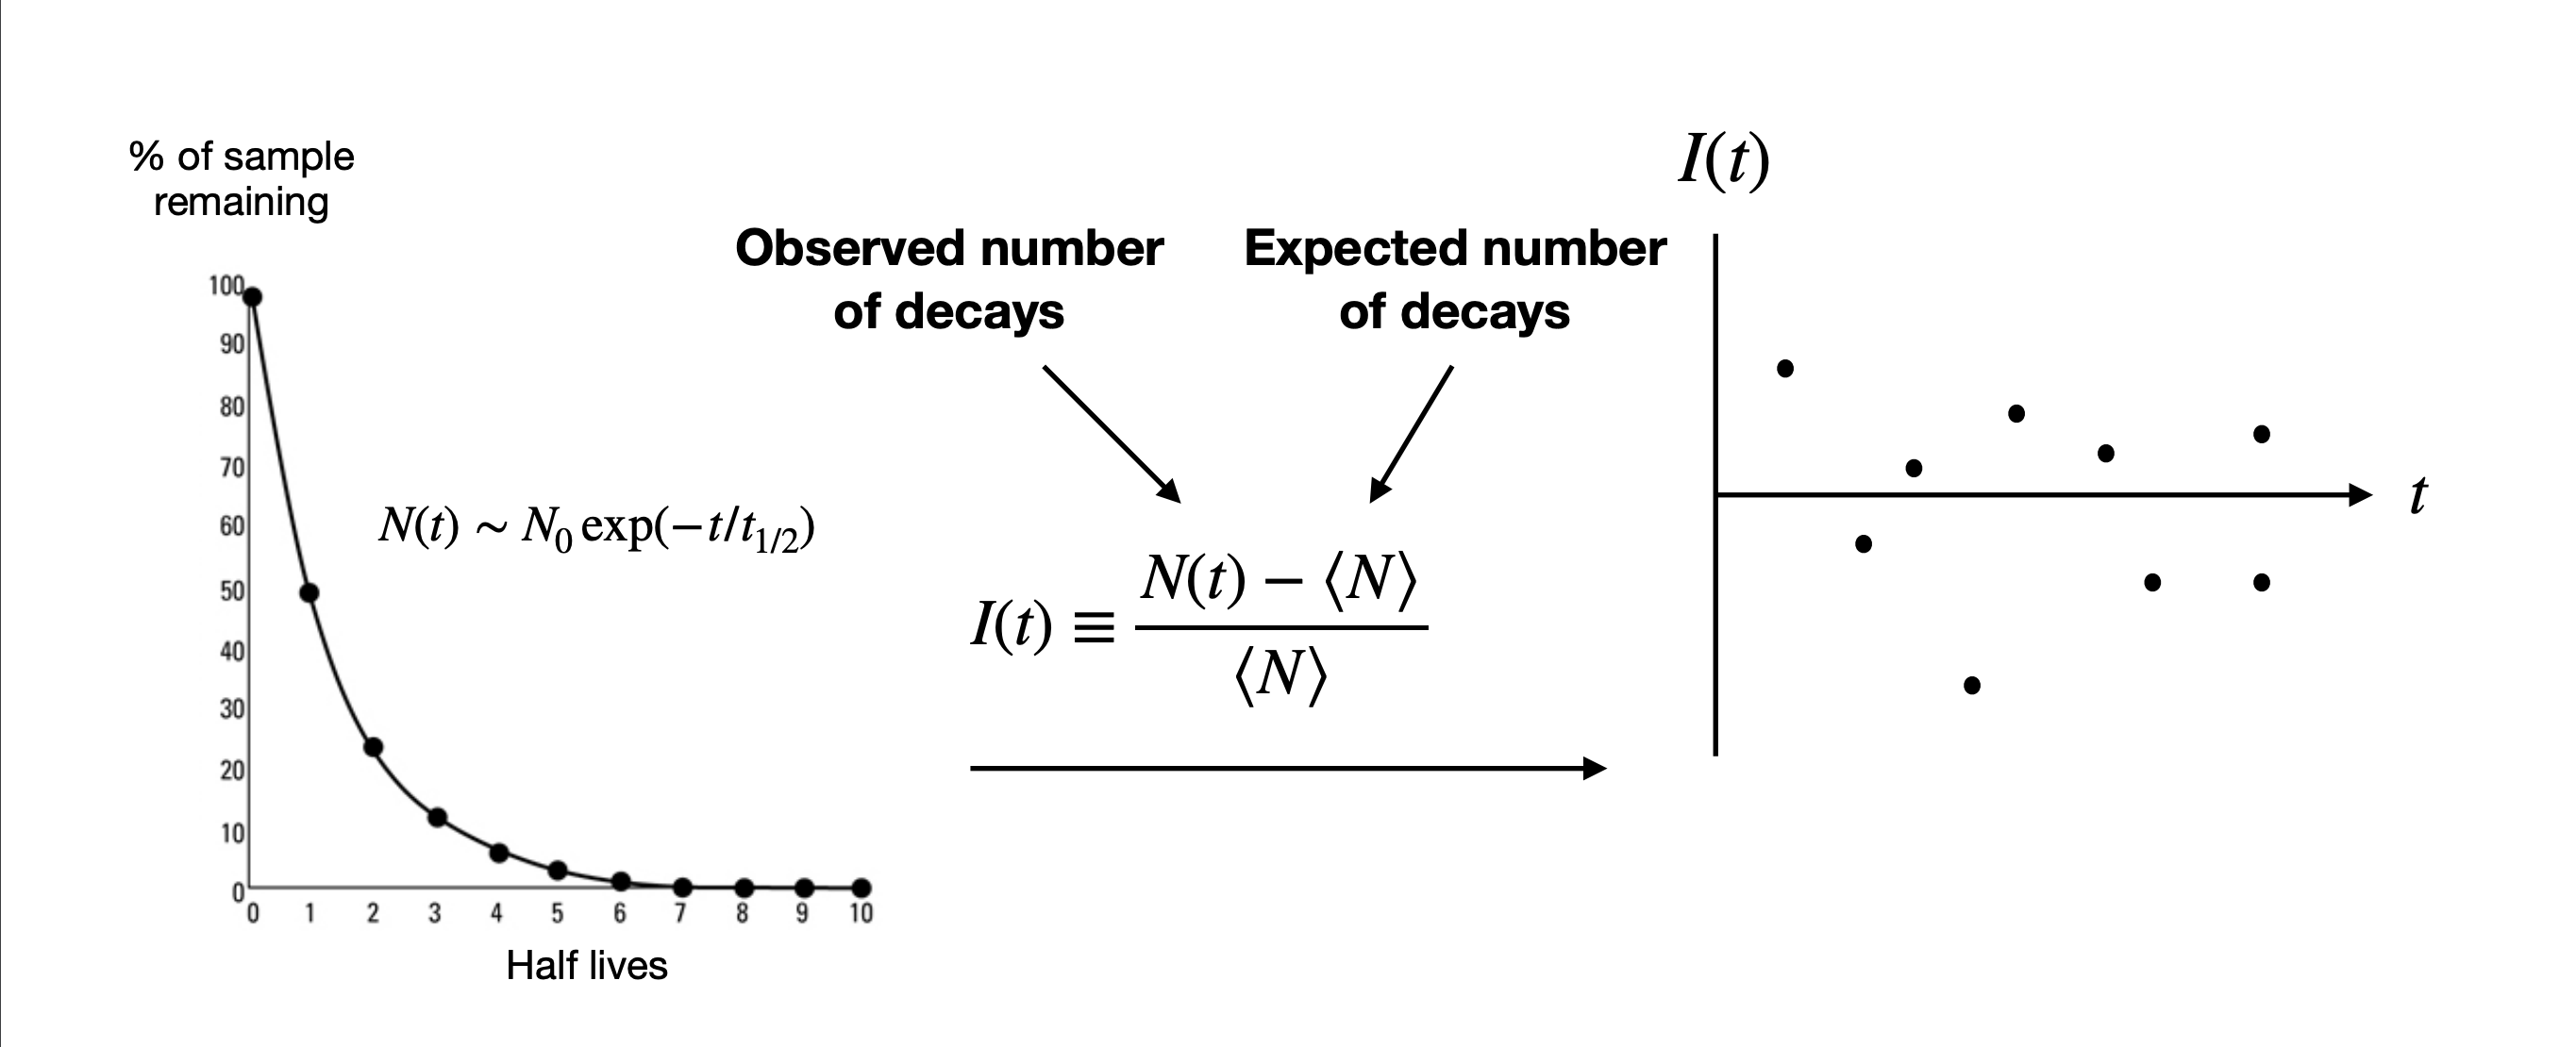 % of sample
remaining
100
90
80
70
60
50
40
30
20
10
0
0 1 2 3 4 5 6 7 8 9 10
Half lives
N(t) ~ N₀ exp(−t/t₁/₂)
Observed number
of decays
Expected number
of decays
I(t) ≡ N(t) − ⟨N⟩
⟨N⟩
I(t)
t